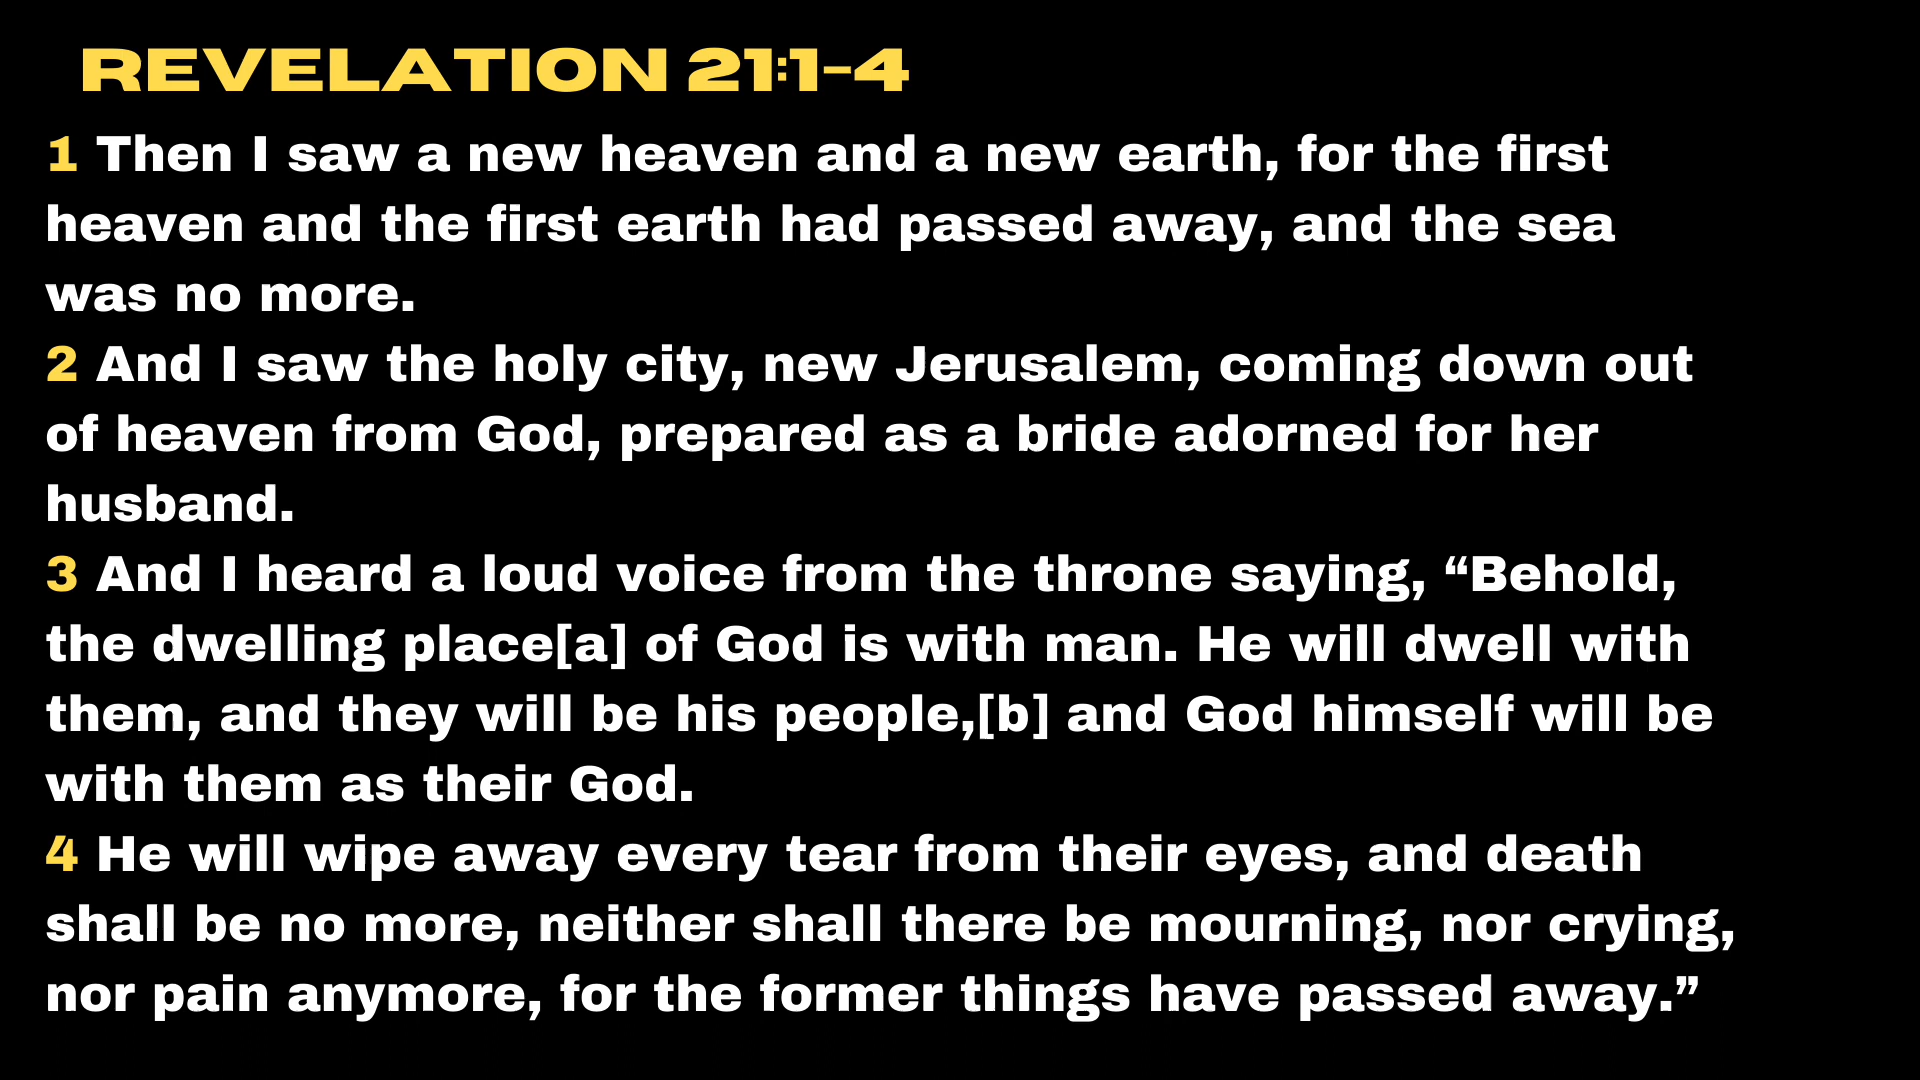 REVELATION 21:1-4
1 Then I saw a new heaven and a new earth, for the first
heaven and the first earth had passed away, and the sea
was no more.
2 And I saw the holy city, new Jerusalem, coming down out
of heaven from God, prepared as a bride adorned for her
husband.
3 And I heard a loud voice from the throne saying, “Behold,
the dwelling place[a] of God is with man. He will dwell with
them, and they will be his people,[b] and God himself will be
with them as their God.
4 He will wipe away every tear from their eyes, and death
shall be no more, neither shall there be mourning, nor crying,
nor pain anymore, for the former things have passed away.”